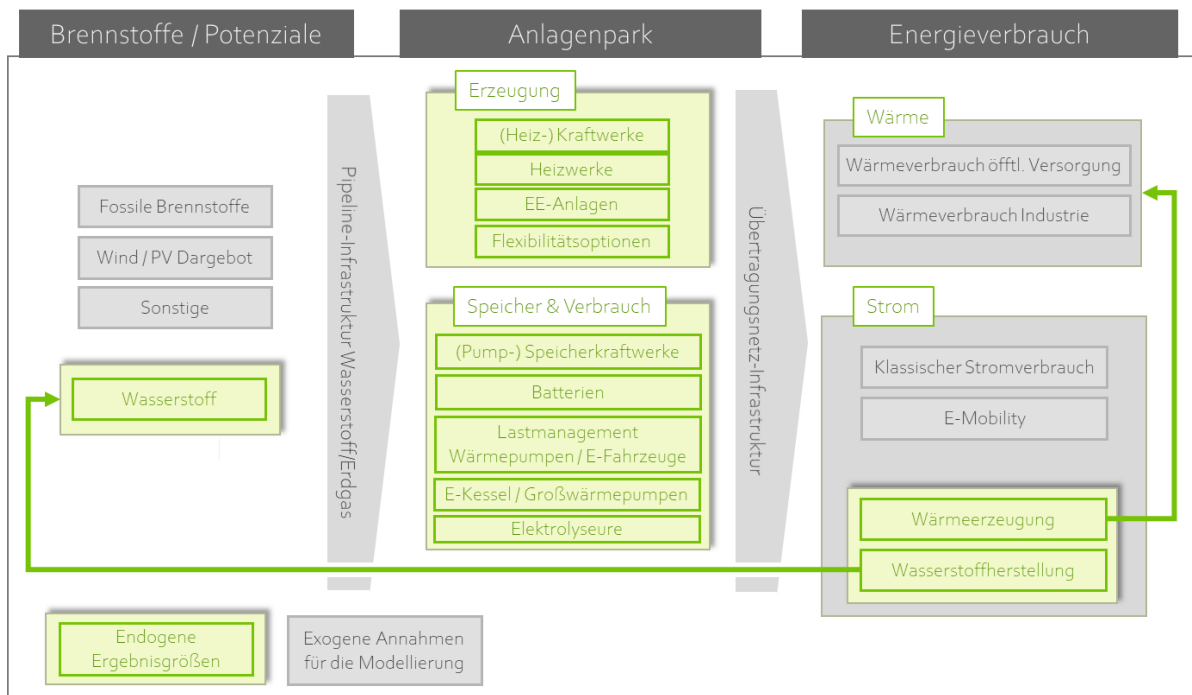 Brennstoffe / Potenziale
Anlagenpark
Energieverbrauch
Fossile Brennstoffe
Wind / PV Dargebot
Sonstige
Wasserstoff
Pipeline-Infrastruktur Wasserstoff/Erdgas
Erzeugung
(Heiz-) Kraftwerke
Heizwerke
EE-Anlagen
Flexibilitätsoptionen
Speicher & Verbrauch
(Pump-) Speicherkraftwerke
Batterien
Lastmanagement
Wärmepumpen / E-Fahrzeuge
E-Kessel / Großwärmepumpen
Elektrolyseure
Übertragungsnetz-Infrastruktur
Wärme
Wärmeverbrauch öfftl. Versorgung
Wärmeverbrauch Industrie
Strom
Klassischer Stromverbrauch
E-Mobility
Wärmeerzeugung
Wasserstoffherstellung
Endogene
Ergebnisgrößen
Exogene Annahmen
für die Modellierung